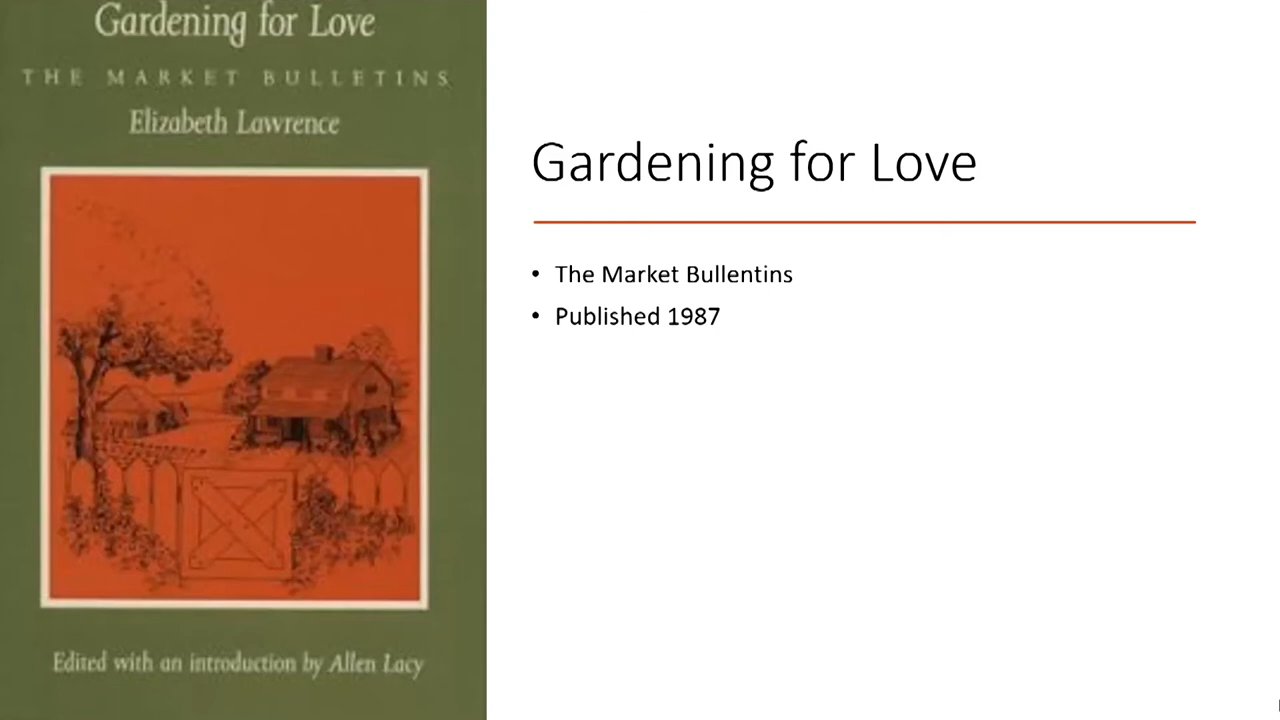 Gardening for Love
THE MARKET BULLETINS
Elizabeth Lawrence
Edited with an introduction by Allen Lacy
Gardening for Love
• The Market Bullentins
• Published 1987